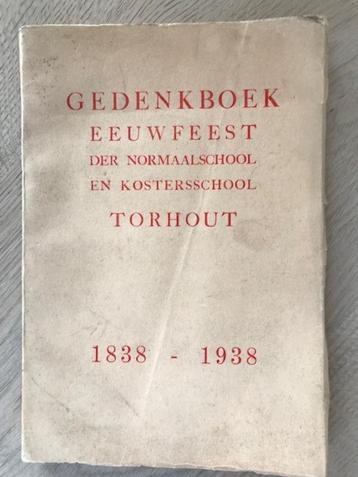 GEDENKBOEK
EEUWFEEST
DER NORMAALSCHOOL
EN KOSTERSSCHOOL
TORHOUT
1838 - 1938